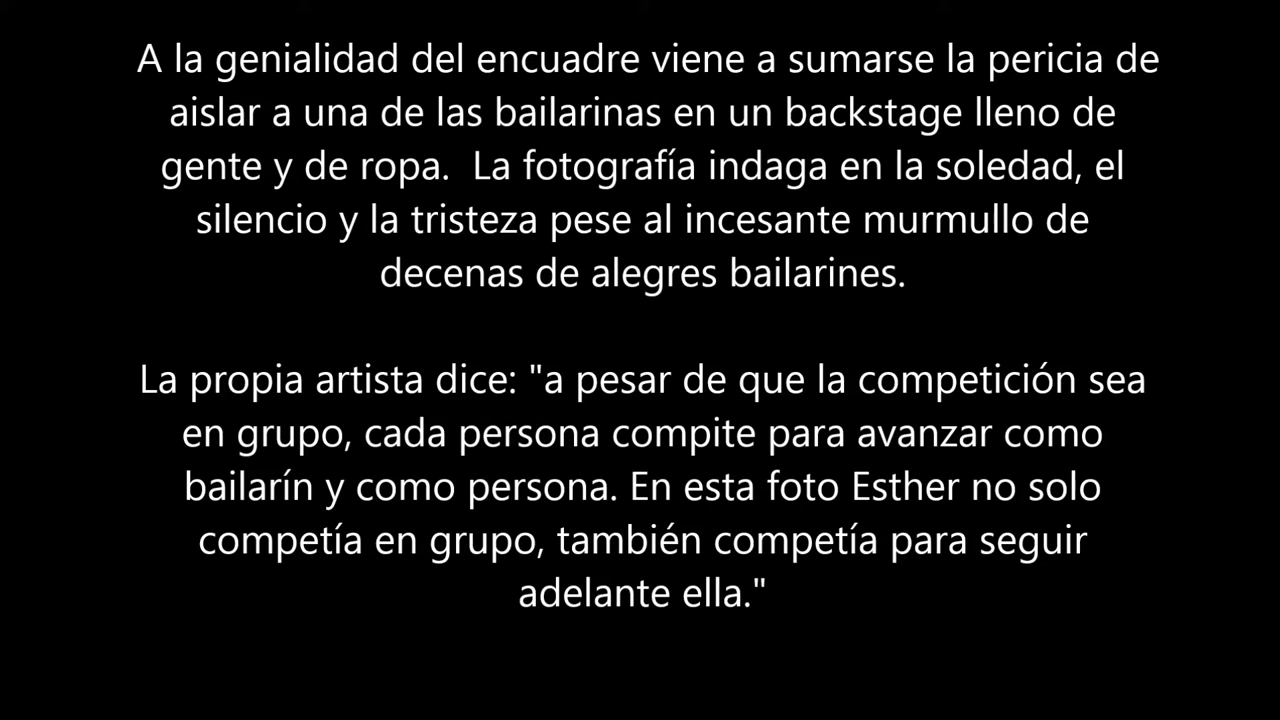 A la genialidad del encuadre viene a sumarse la pericia de
aislar a una de las bailarinas en un backstage lleno de
gente y de ropa.  La fotografía indaga en la soledad, el
silencio y la tristeza pese al incesante murmullo de
decenas de alegres bailarines.
La propia artista dice: "a pesar de que la competición sea
en grupo, cada persona compite para avanzar como
bailarín y como persona. En esta foto Esther no solo
competía en grupo, también competía para seguir
adelante ella."